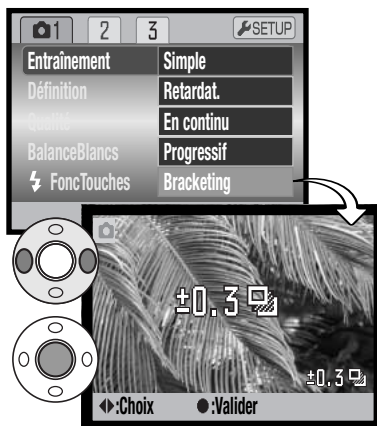 1 2 3 SETUP
Entraînement Simple
Définition Retardat.
Qualité En continu
BalanceBlancs Progressif
FoncTouches Bracketing
±0.3
±0.3
:Choix :Valider